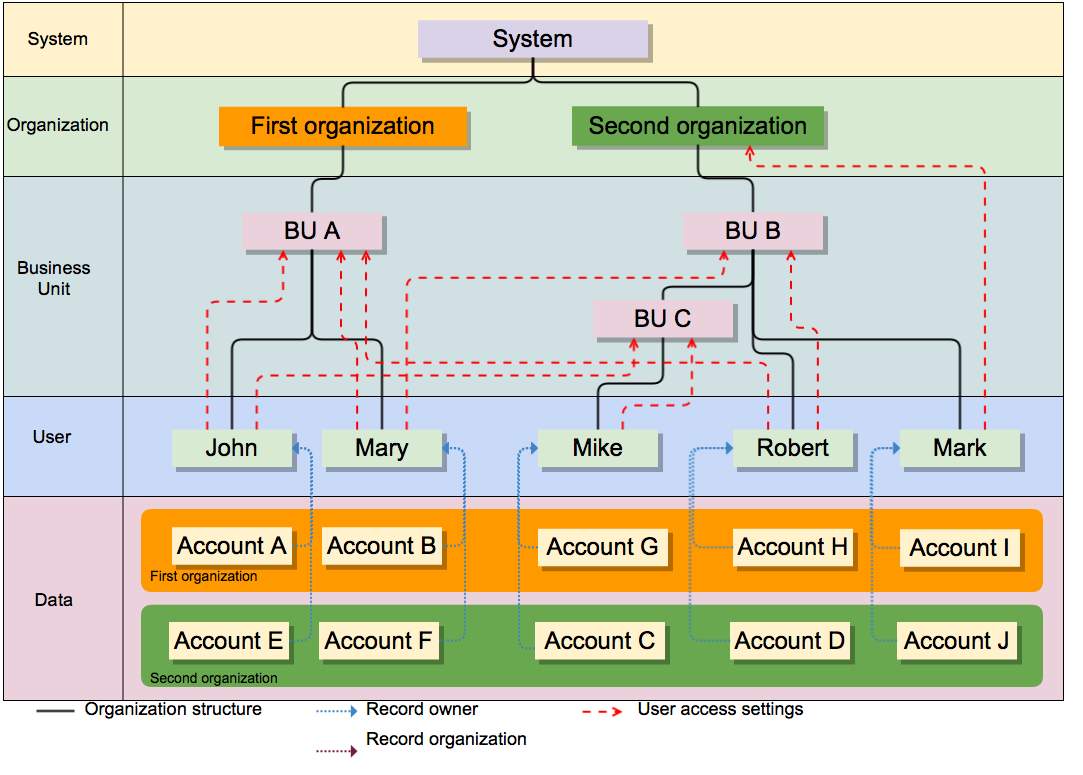 System
System
Organization
First organization
Second organization
BU A
BU B
Business
Unit
BU C
User
John
Mary
Mike
Robert
Mark
Account A
Account B
Account G
Account H
Account I
First organization
Data
Account E
Account F
Account C
Account D
Account J
Second organization
Organization structure
Record owner
User access settings
Record organization